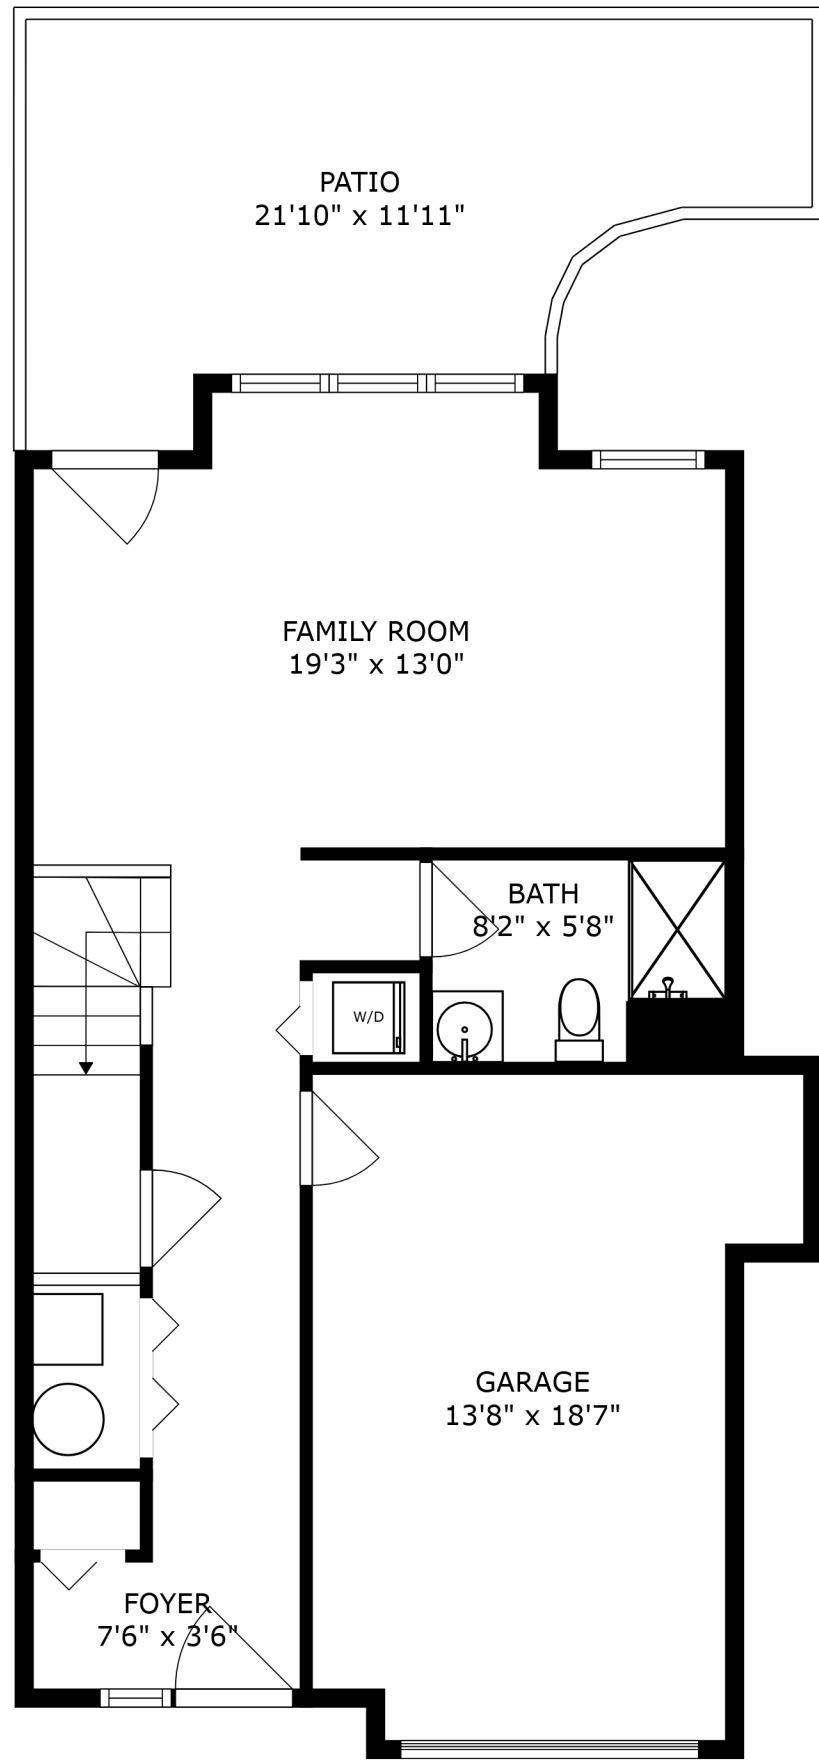 PATIO
21'10" x 11'11"
FAMILY ROOM
19'3" x 13'0"
BATH
8'2" x 5'8"
W/D
GARAGE
13'8" x 18'7"
FOYER
7'6" x 3'6"